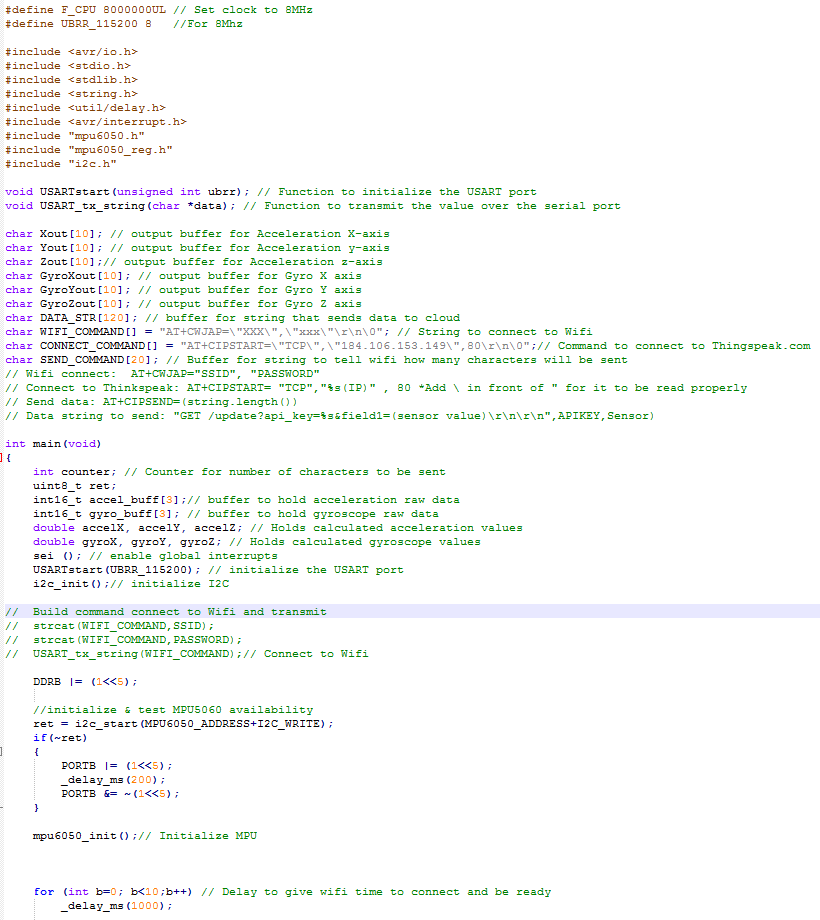 #define F_CPU 8000000UL // Set clock to 8MHz
#define UBRR_115200 8   //For 8Mhz

#include <avr/io.h>
#include <stdio.h>
#include <stdlib.h>
#include <string.h>
#include <util/delay.h>
#include <avr/interrupt.h>
#include "mpu6050.h"
#include "mpu6050_reg.h"
#include "i2c.h"

void USARTstart(unsigned int ubrr); // Function to initialize the USART port
void USART_tx_string(char *data); // Function to transmit the value over the serial port

char Xout[10]; // output buffer for Acceleration X-axis
char Yout[10]; // output buffer for Acceleration y-axis
char Zout[10];// output buffer for Acceleration z-axis
char GyroXout[10]; // output buffer for Gyro X axis
char GyroYout[10]; // output buffer for Gyro Y axis
char GyroZout[10]; // output buffer for Gyro Z axis
char DATA_STR[120]; // buffer for string that sends data to cloud
char WIFI_COMMAND[] = "AT+CWJAP=\"XXX\",\"xxx\"\r\n\0"; // String to connect to Wifi
char CONNECT_COMMAND[] = "AT+CIPSTART=\"TCP\",\"184.106.153.149\",80\r\n\0";// Command to connect to Thingspeak.com
char SEND_COMMAND[20]; // Buffer for string to tell wifi how many characters will be sent
// Wifi connect:  AT+CWJAP="SSID", "PASSWORD"
// Connect to Thinkspeak: AT+CIPSTART= "TCP","%s(IP)" , 80 *Add \ in front of " for it to be read properly
// Send data: AT+CIPSEND=(string.length())
// Data string to send: "GET /update?api_key=%s&field1=(sensor value)\r\n\r\n",APIKEY,Sensor)

int main(void)
{
    int counter; // Counter for number of characters to be sent
    uint8_t ret;
    int16_t accel_buff[3];// buffer to hold acceleration raw data
    int16_t gyro_buff[3]; // buffer to hold gyroscope raw data
    double accelX, accelY, accelZ; // Holds calculated acceleration values
    double gyroX, gyroY, gyroZ; // Holds calculated gyroscope values
    sei (); // enable global interrupts
    USARTstart(UBRR_115200); // initialize the USART port
    i2c_init();// initialize I2C

//  Build command connect to Wifi and transmit
//  strcat(WIFI_COMMAND,SSID);
//  strcat(WIFI_COMMAND,PASSWORD);
//  USART_tx_string(WIFI_COMMAND);// Connect to Wifi

    DDRB |= (1<<5);

    //initialize & test MPU5060 availability
    ret = i2c_start(MPU6050_ADDRESS+I2C_WRITE);
    if(~ret)
    {
        PORTB |= (1<<5);
        _delay_ms(200);
        PORTB &= ~(1<<5);
    }

    mpu6050_init();// Initialize MPU

    for (int b=0; b<10;b++) // Delay to give wifi time to connect and be ready
        _delay_ms(1000);